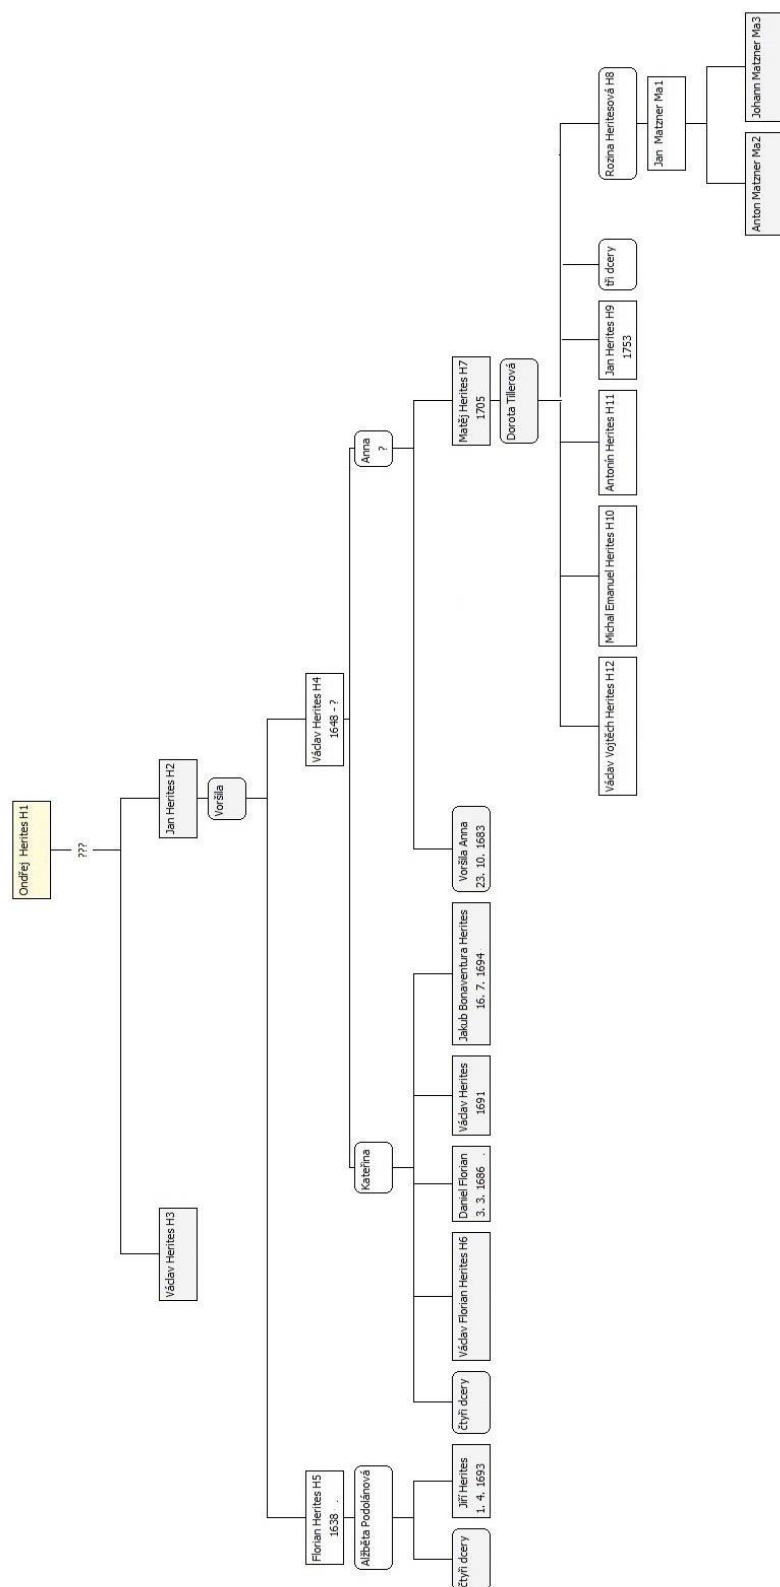 Ondřej Herites H1
???
Václav Herites H3
Jan Herites H2
Voršila
Florian Herites H5
1638
Alžběta Podolánová
Václav Herites H4
1648 - ?
Kateřina
Anna
?
čtyři dcery
Jiří Herites
1. 4. 1693
čtyři dcery
Václav Florian Herites H6
Daniel Florian
3. 3. 1686
Václav Herites
1691
Jakub Bonaventura Herites
16. 7. 1694
Voršila Anna
23. 10. 1683
Matěj Herites H7
1705
Dorota Tillerová
Václav Vojtěch Herites H12
Michal Emanuel Herites H10
Antonín Herites H11
Jan Herites H9
1753
tři dcery
Rozina Heritesová H8
Jan Matzner Ma1
Anton Matzner Ma2
Johann Matzner Ma3